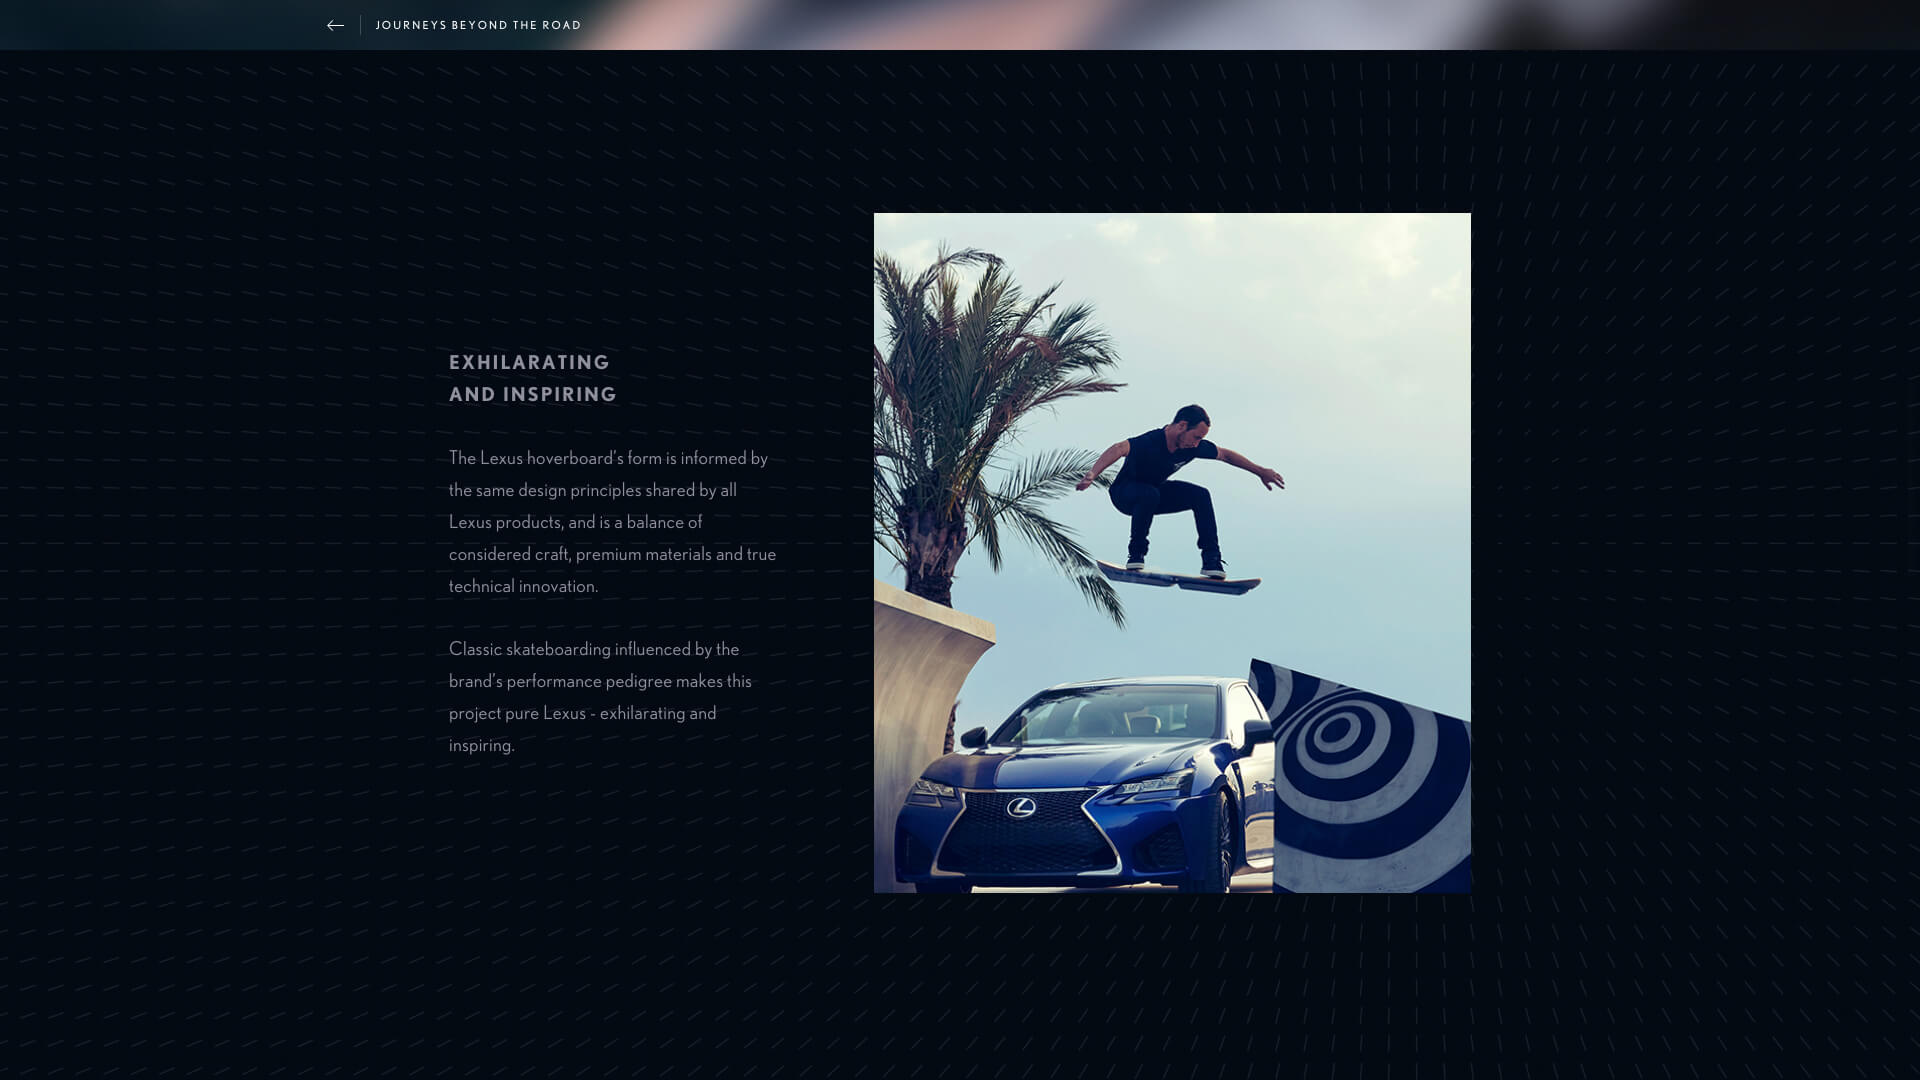 JOURNEYS BEYOND THE ROAD
EXHILARATING
AND INSPIRING
The Lexus hoverboard's form is informed by
the same design principles shared by all
Lexus products, and is a balance of
considered craft, premium materials and true
technical innovation.
Classic skateboarding influenced by the
brand's performance pedigree makes this
project pure Lexus - exhilarating and
inspiring.